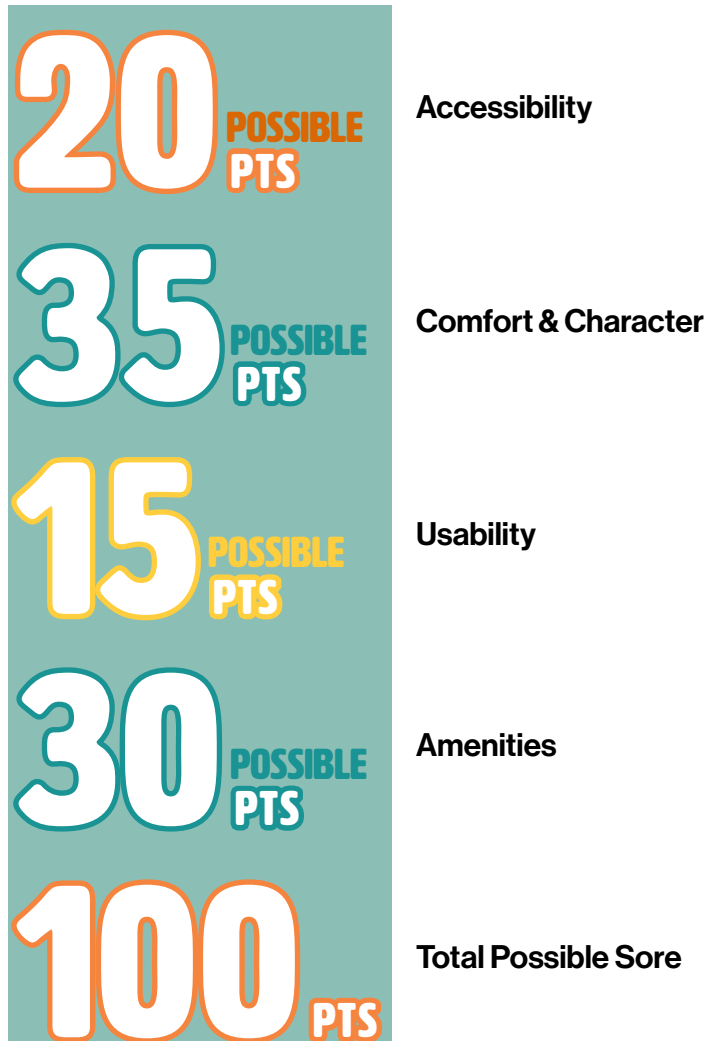 20 POSSIBLE PTS
Accessibility
35 POSSIBLE PTS
Comfort & Character
15 POSSIBLE PTS
Usability
30 POSSIBLE PTS
Amenities
100 PTS
Total Possible Sore